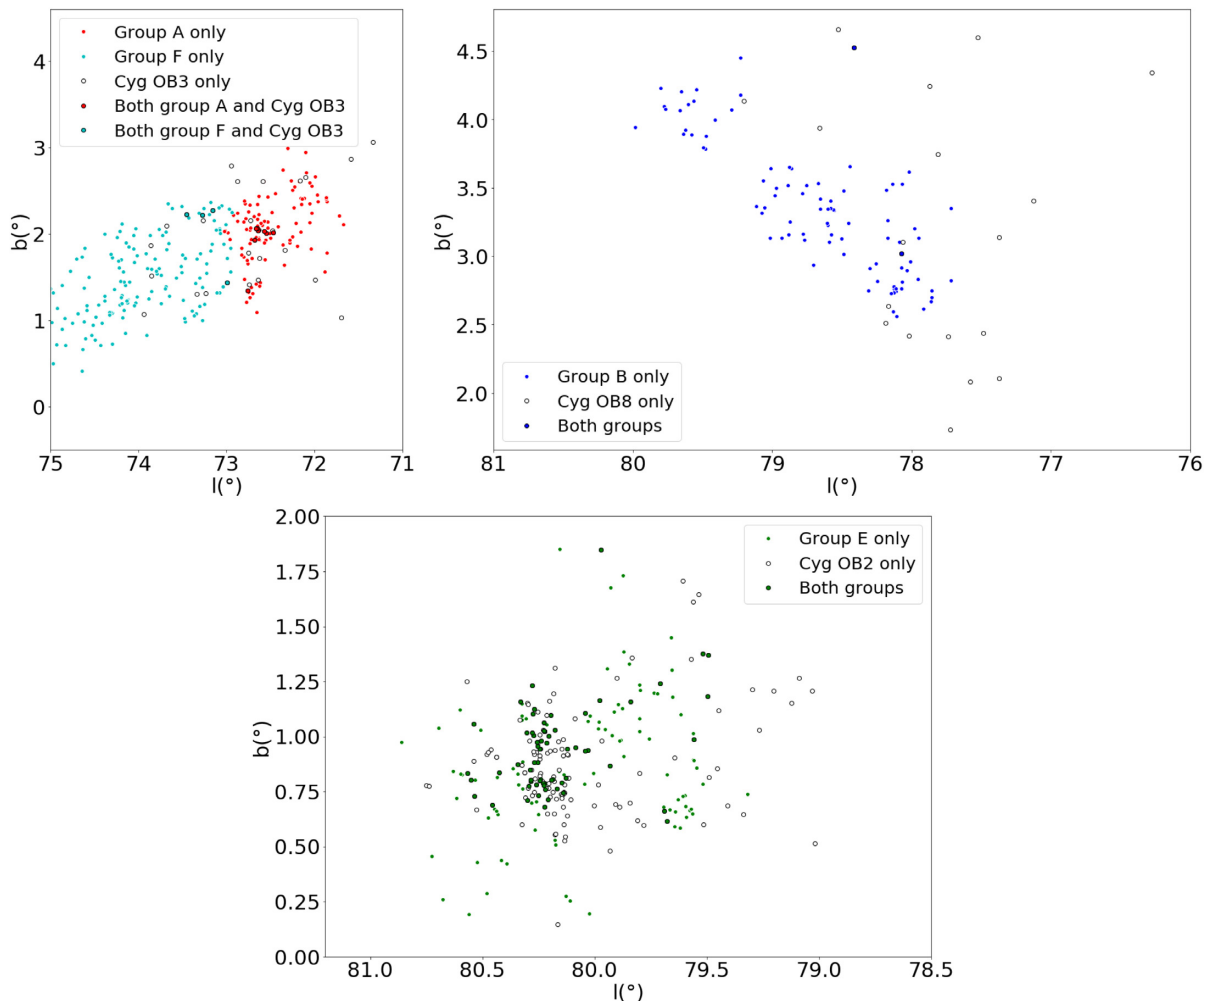 Group A only
Group F only
Cyg OB3 only
Both group A and Cyg OB3
Both group F and Cyg OB3
b(°)
4
3
2
1
0
75
74
73
72
71
l(°)
b(°)
4.5
4.0
3.5
3.0
2.5
2.0
Group B only
Cyg OB8 only
Both groups
81
80
79
78
77
76
l(°)
b(°)
2.00
1.75
1.50
1.25
1.00
0.75
0.50
0.25
0.00
Group E only
Cyg OB2 only
Both groups
81.0
80.5
80.0
79.5
79.0
78.5
l(°)